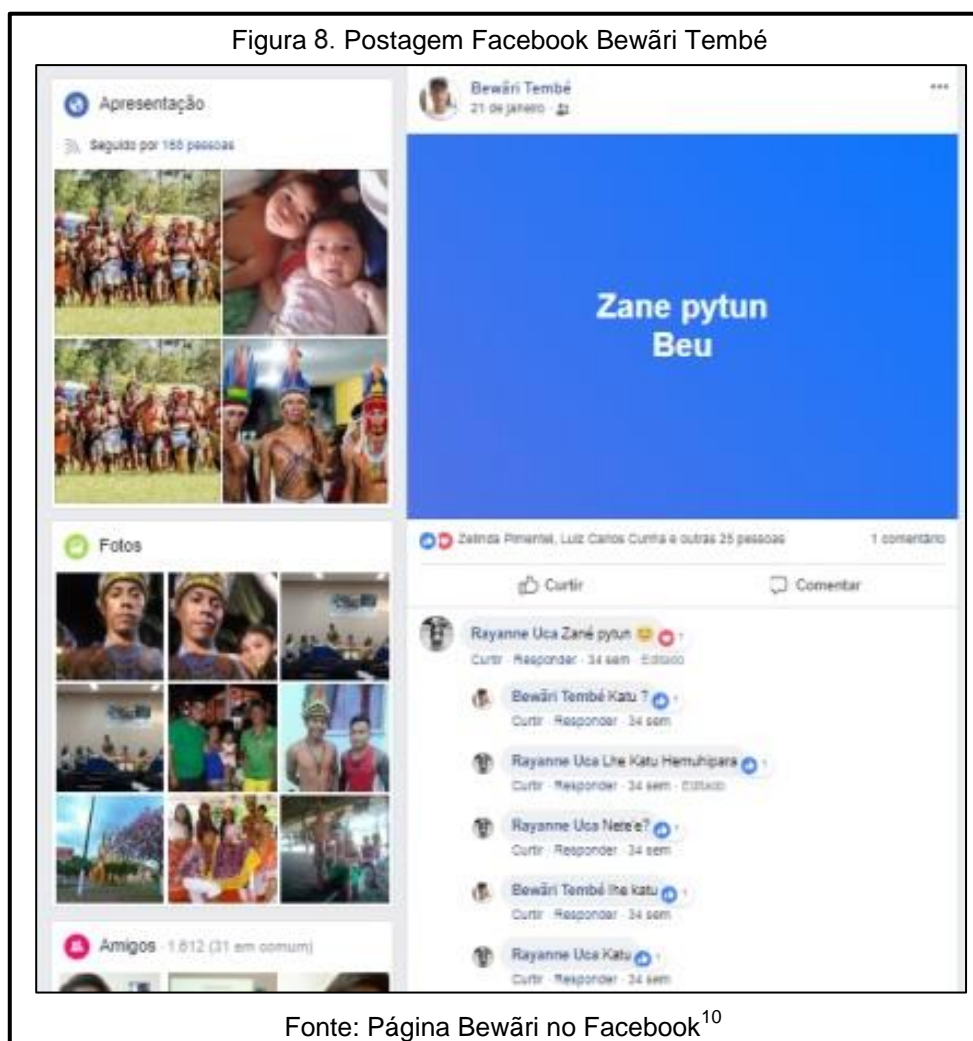 Figura 8. Postagem Facebook Bewãri Tembé
Apresentação
Seguido por 168 pessoas
Fotos
Amigos · 1.612 (31 em comum)
Bewãri Tembé
21 de janeiro
Zane pytun
Beu
Zelinda Pimentel, Luiz Carlos Cunha e outras 25 pessoas
1 comentário
Curtir
Comentar
Rayanne Uca Zané pytun
Curtir · Responder · 34 sem · Editado
Bewãri Tembé Katu ?
Curtir · Responder · 34 sem
Rayanne Uca Lhe Katu Hemuhipara
Curtir · Responder · 34 sem · Editado
Rayanne Uca Nete'e?
Curtir · Responder · 34 sem
Bewãri Tembé Ihe katu
Curtir · Responder · 34 sem
Rayanne Uca Katu
Curtir · Responder · 34 sem
Fonte: Página Bewãri no Facebook10